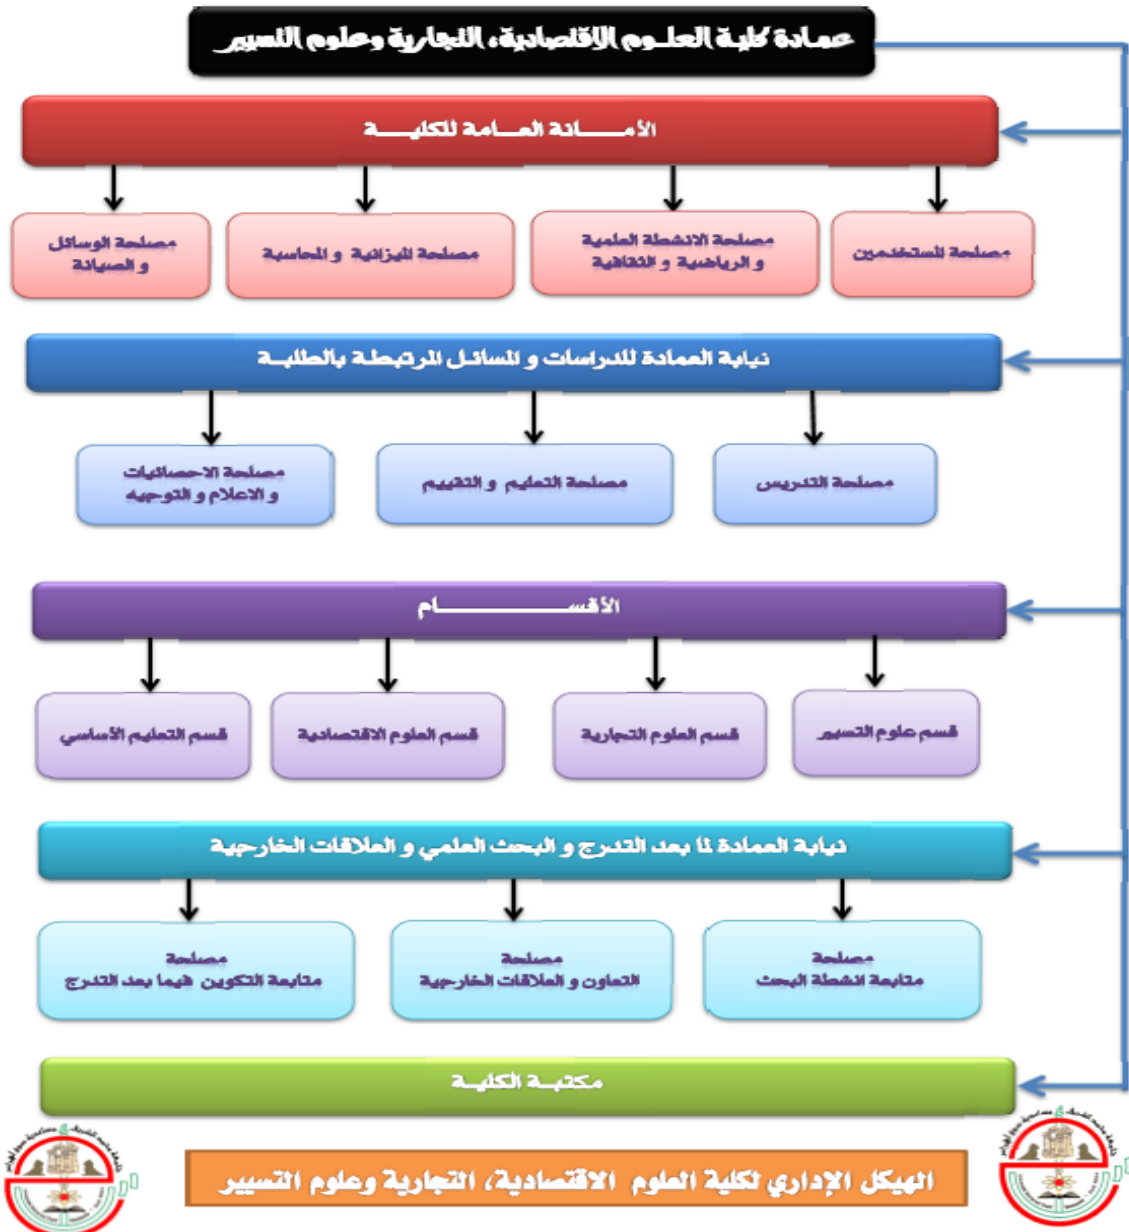 عمادة كلية العلوم الاقتصادية، التجارية وعلوم التسيير
الأمانة العامة للكلية
مصلحة المستخدمين
مصلحة الانشطة العلمية
و الرياضية و الثقافية
مصلحة الميزانية و المحاسبة
مصلحة الوسائل
و الصيانة
نيابة العمادة للدراسات و المسائل المرتبطة بالطلبة
مصلحة التدريس
مصلحة التعليم و التقييم
مصلحة الاحصائيات
و الاعلام و التوجيه
الأقسام
قسم علوم التسيير
قسم العلوم التجارية
قسم العلوم الاقتصادية
قسم التعليم الأساسي
نيابة العمادة لما بعد التدرج و البحث العلمي و العلاقات الخارجية
مصلحة
متابعة انشطة البحث
مصلحة
التعاون و العلاقات الخارجية
مصلحة
متابعة التكوين فيما بعد التدرج
مكتبة الكلية
الهيكل الإداري لكلية العلوم الاقتصادية، التجارية وعلوم التسيير